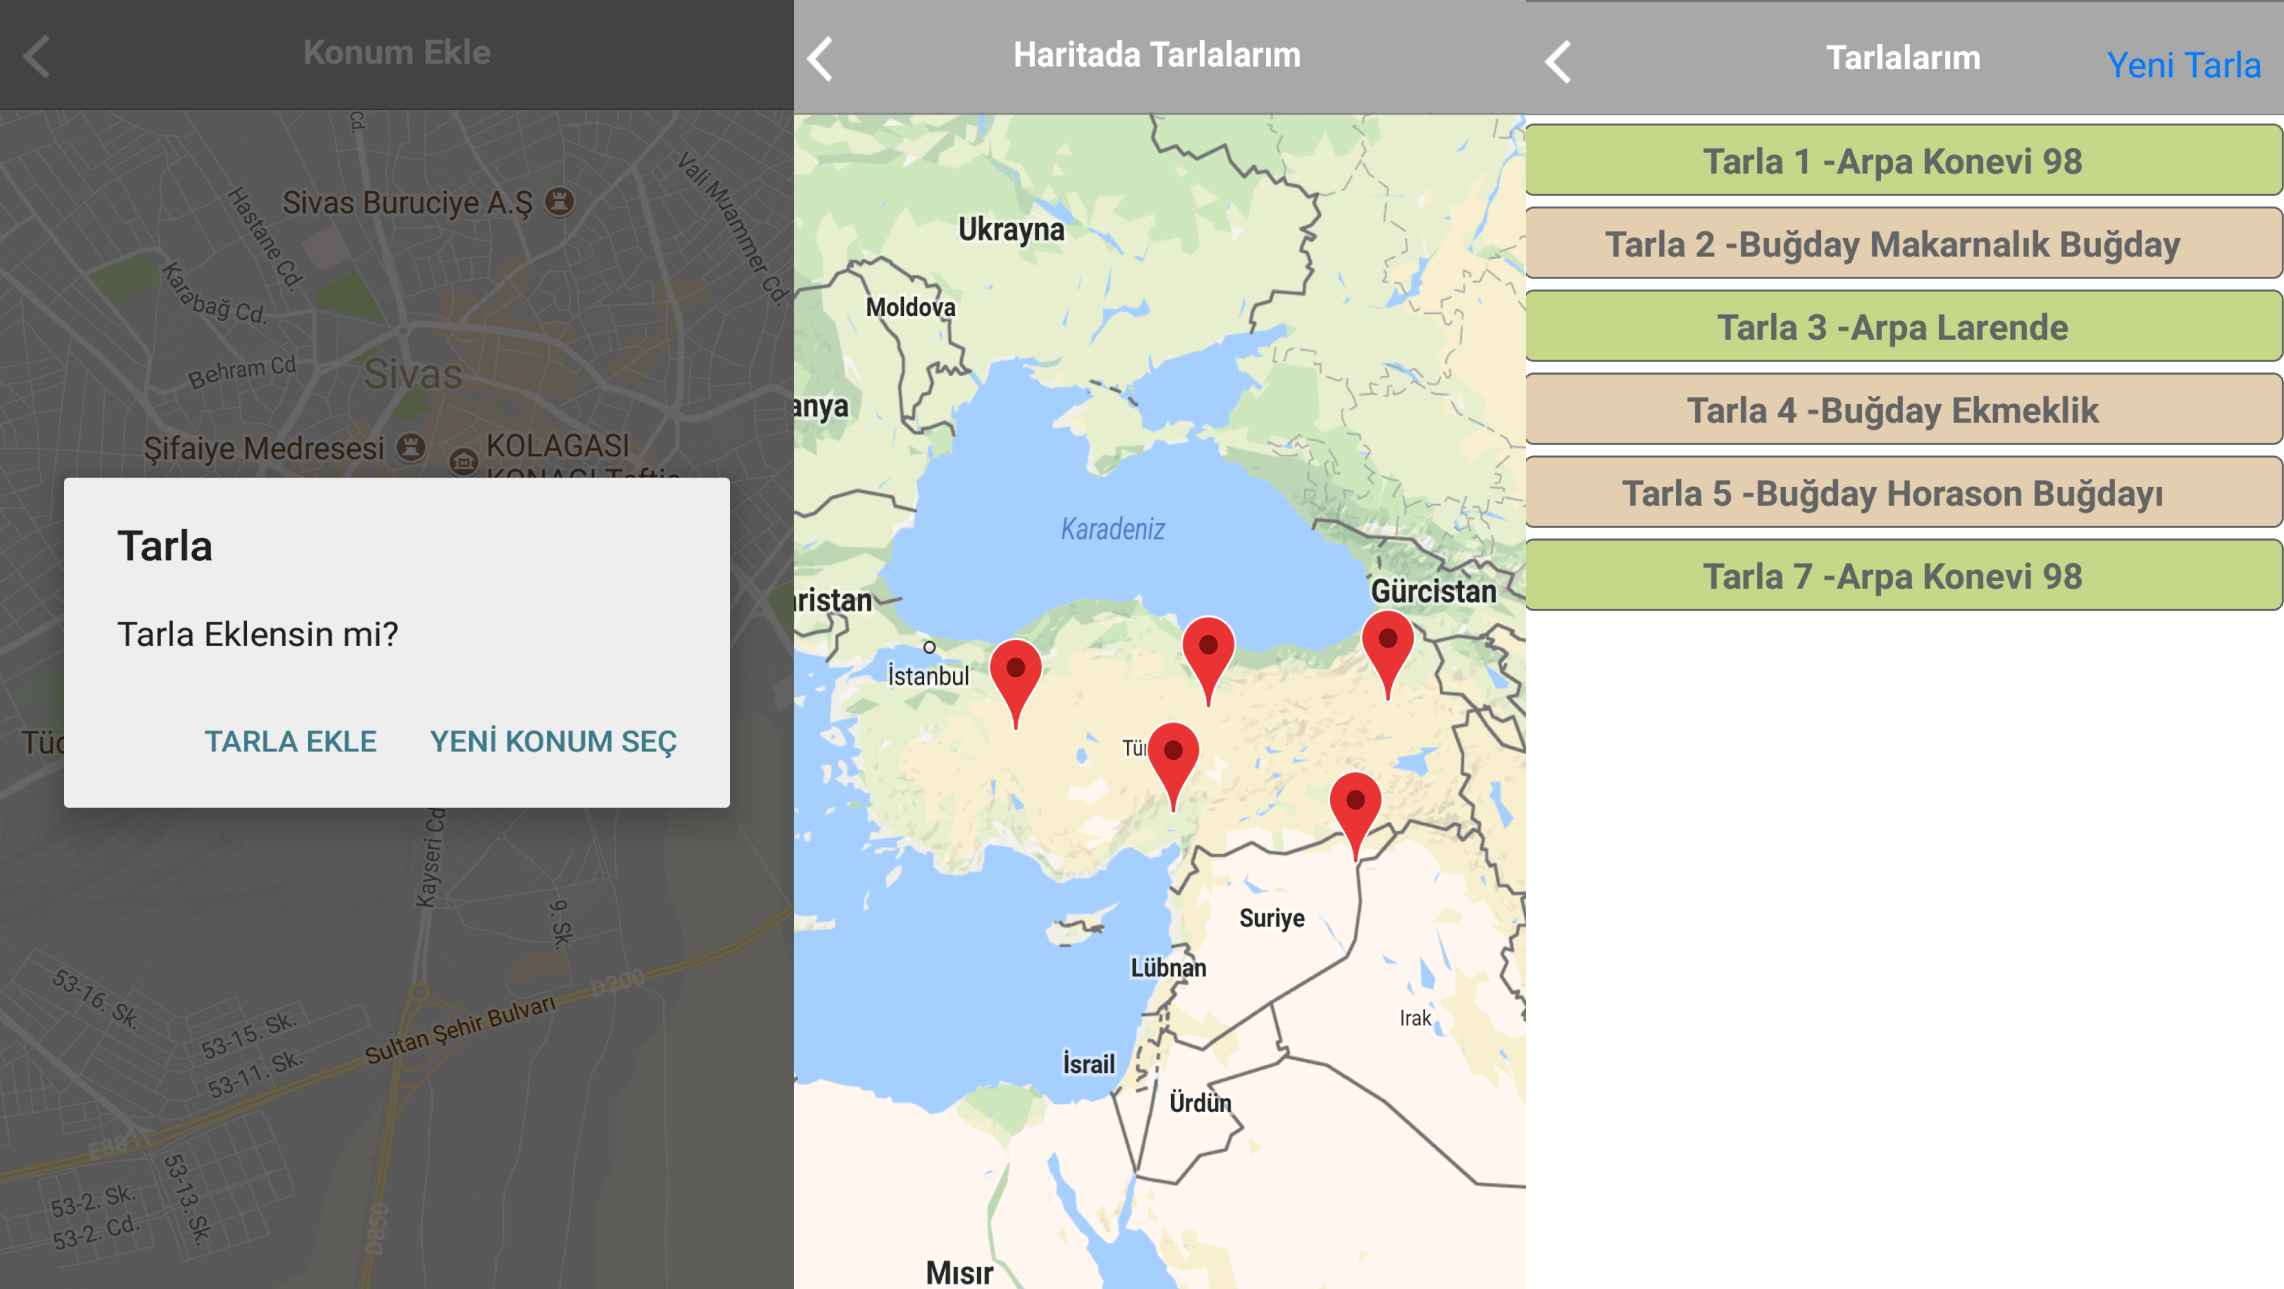 Konum Ekle
Cd.
Vali Muammer Cd.
Sivas Buruciye A.Ş
Hastane Cd.
Karabağ Cd.
Behram Cd
Sivas
Şifaiye Medresesi
KOLAGASI
Tarla
Tarla Eklensin mi?
TARLA EKLE
YENİ KONUM SEÇ
Kayseri Cd
9. Sk.
53-16. Sk.
53-15. Sk.
53-11. Sk.
Sultan Şehir Bulvarı
D200
E88
53-13. Sk.
53-2. Sk.
53-2. Cd.
D850
Haritada Tarlalarım
Ukrayna
Moldova
anya
Karadeniz
aristan
Gürcistan
İstanbul
Tür
Suriye
Lübnan
Irak
İsrail
Ürdün
Mısır
Tarlalarım
Yeni Tarla
Tarla 1 -Arpa Konevi 98
Tarla 2 -Buğday Makarnalık Buğday
Tarla 3 -Arpa Larende
Tarla 4 -Buğday Ekmeklik
Tarla 5 -Buğday Horason Buğdayı
Tarla 7 -Arpa Konevi 98